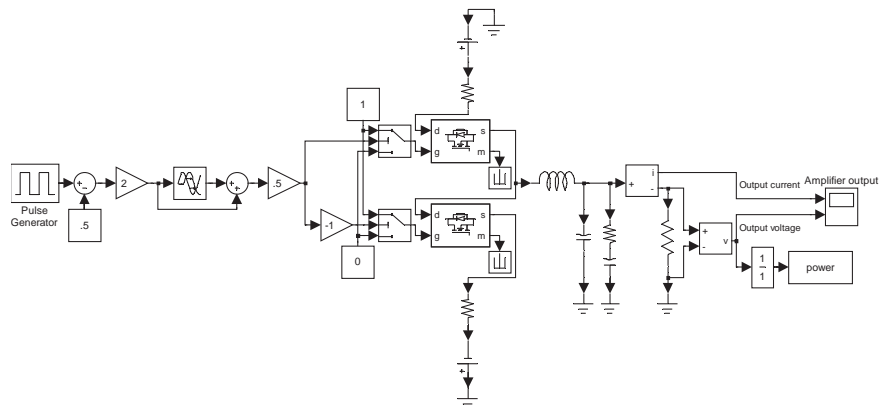 1
d
s
g
m
Pulse
Generator
+
-
.5
2
+
+
.5
-1
0
d
s
g
m
+
+
+
-
i
Output current
Amplifier output
+
-
v
Output voltage
1
1
power